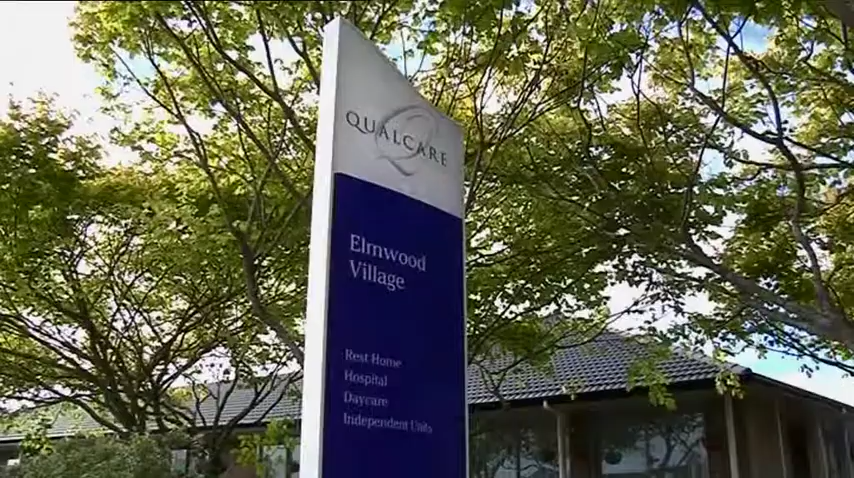 QUALCARE
Elmwood
Village
Rest Home
Hospital
Daycare
Independent Units